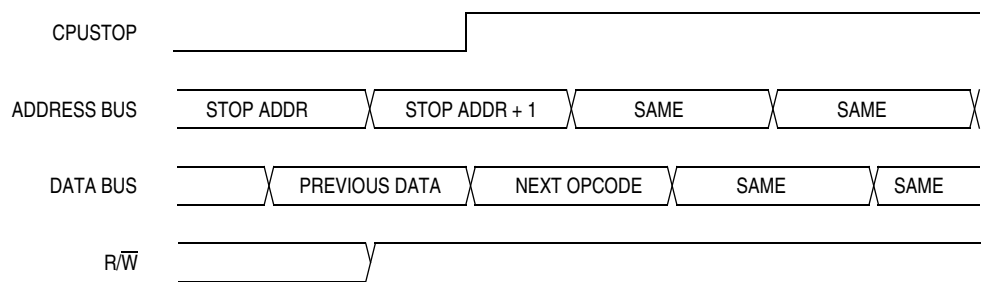 CPUSTOP
ADDRESS BUS STOP ADDR STOP ADDR + 1 SAME SAME
DATA BUS PREVIOUS DATA NEXT OPCODE SAME SAME
R/W̅